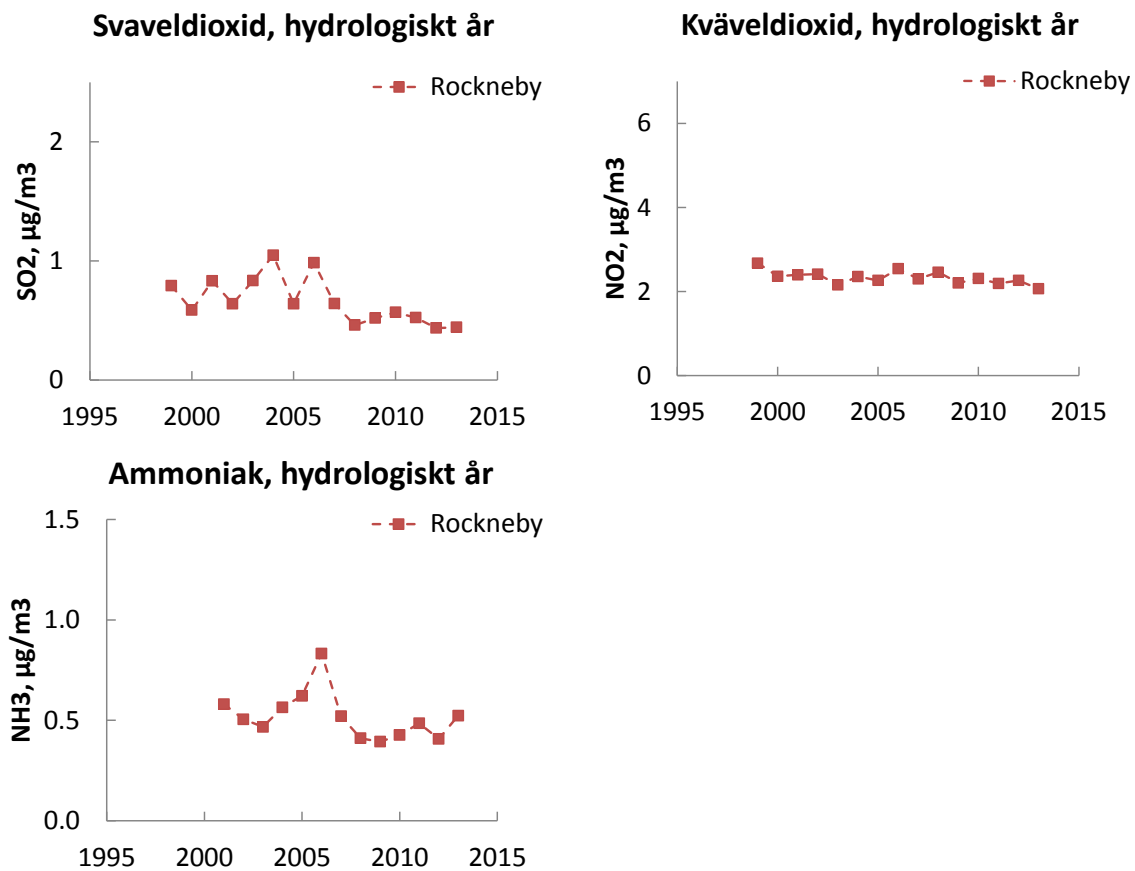 Svaveldioxid, hydrologiskt år
Rockneby
SO2, µg/m3
2
1
0
1995 2000 2005 2010 2015
Kväveldioxid, hydrologiskt år
Rockneby
NO2, µg/m3
6
4
2
0
1995 2000 2005 2010 2015
Ammoniak, hydrologiskt år
Rockneby
NH3, µg/m3
1.5
1.0
0.5
0.0
1995 2000 2005 2010 2015